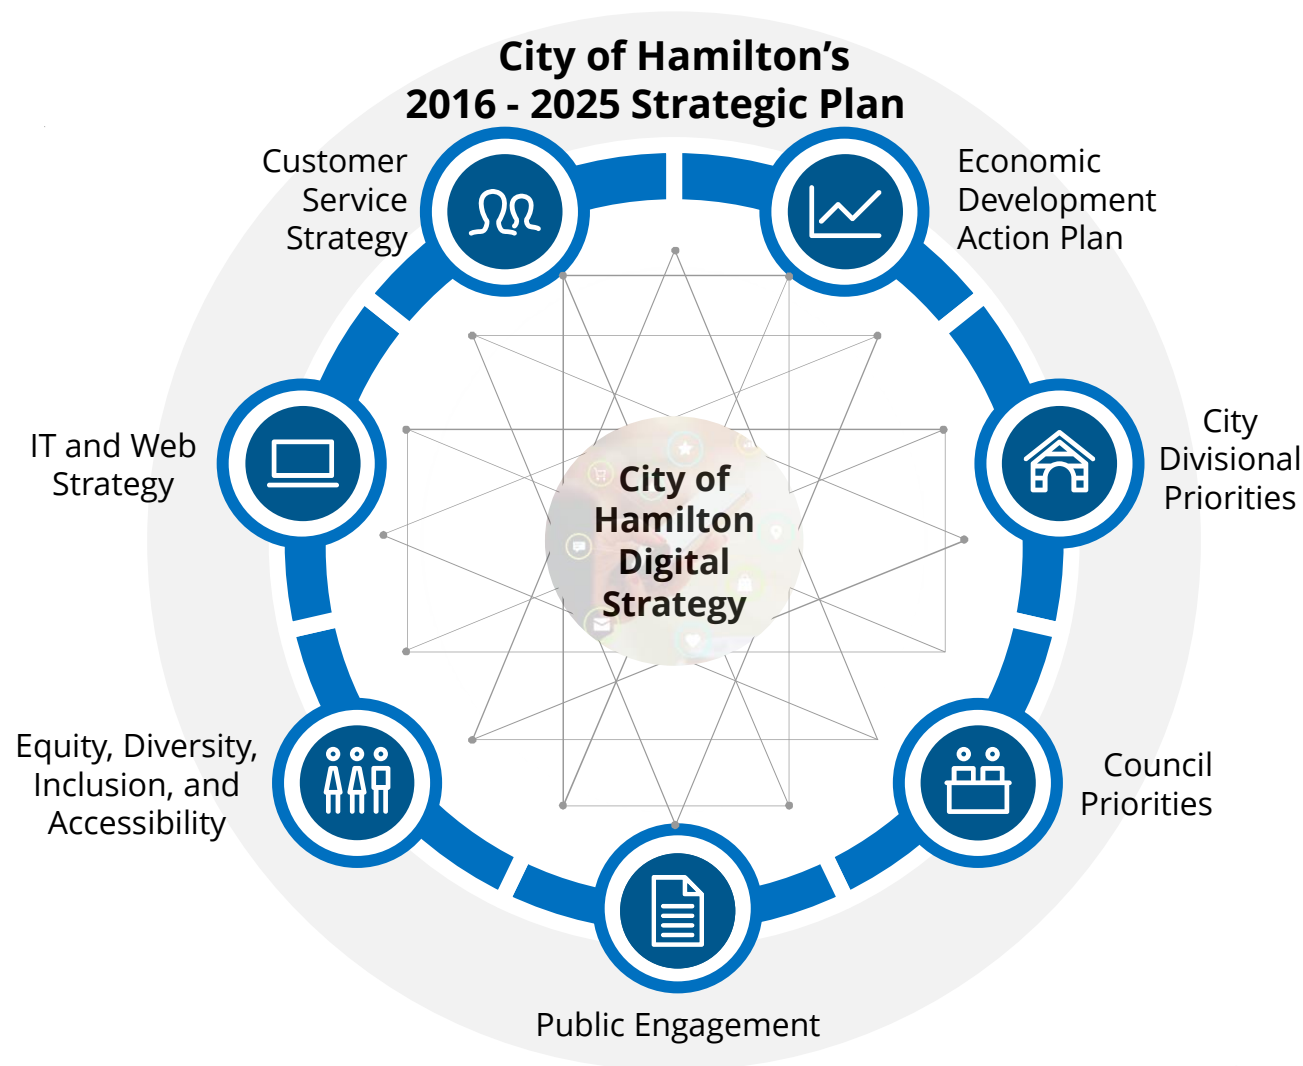 City of Hamilton’s
2016 - 2025 Strategic Plan
Customer
Service
Strategy
Economic
Development
Action Plan
IT and Web
Strategy
City
Divisional
Priorities
City of
Hamilton
Digital
Strategy
Equity, Diversity,
Inclusion, and
Accessibility
Council
Priorities
Public Engagement